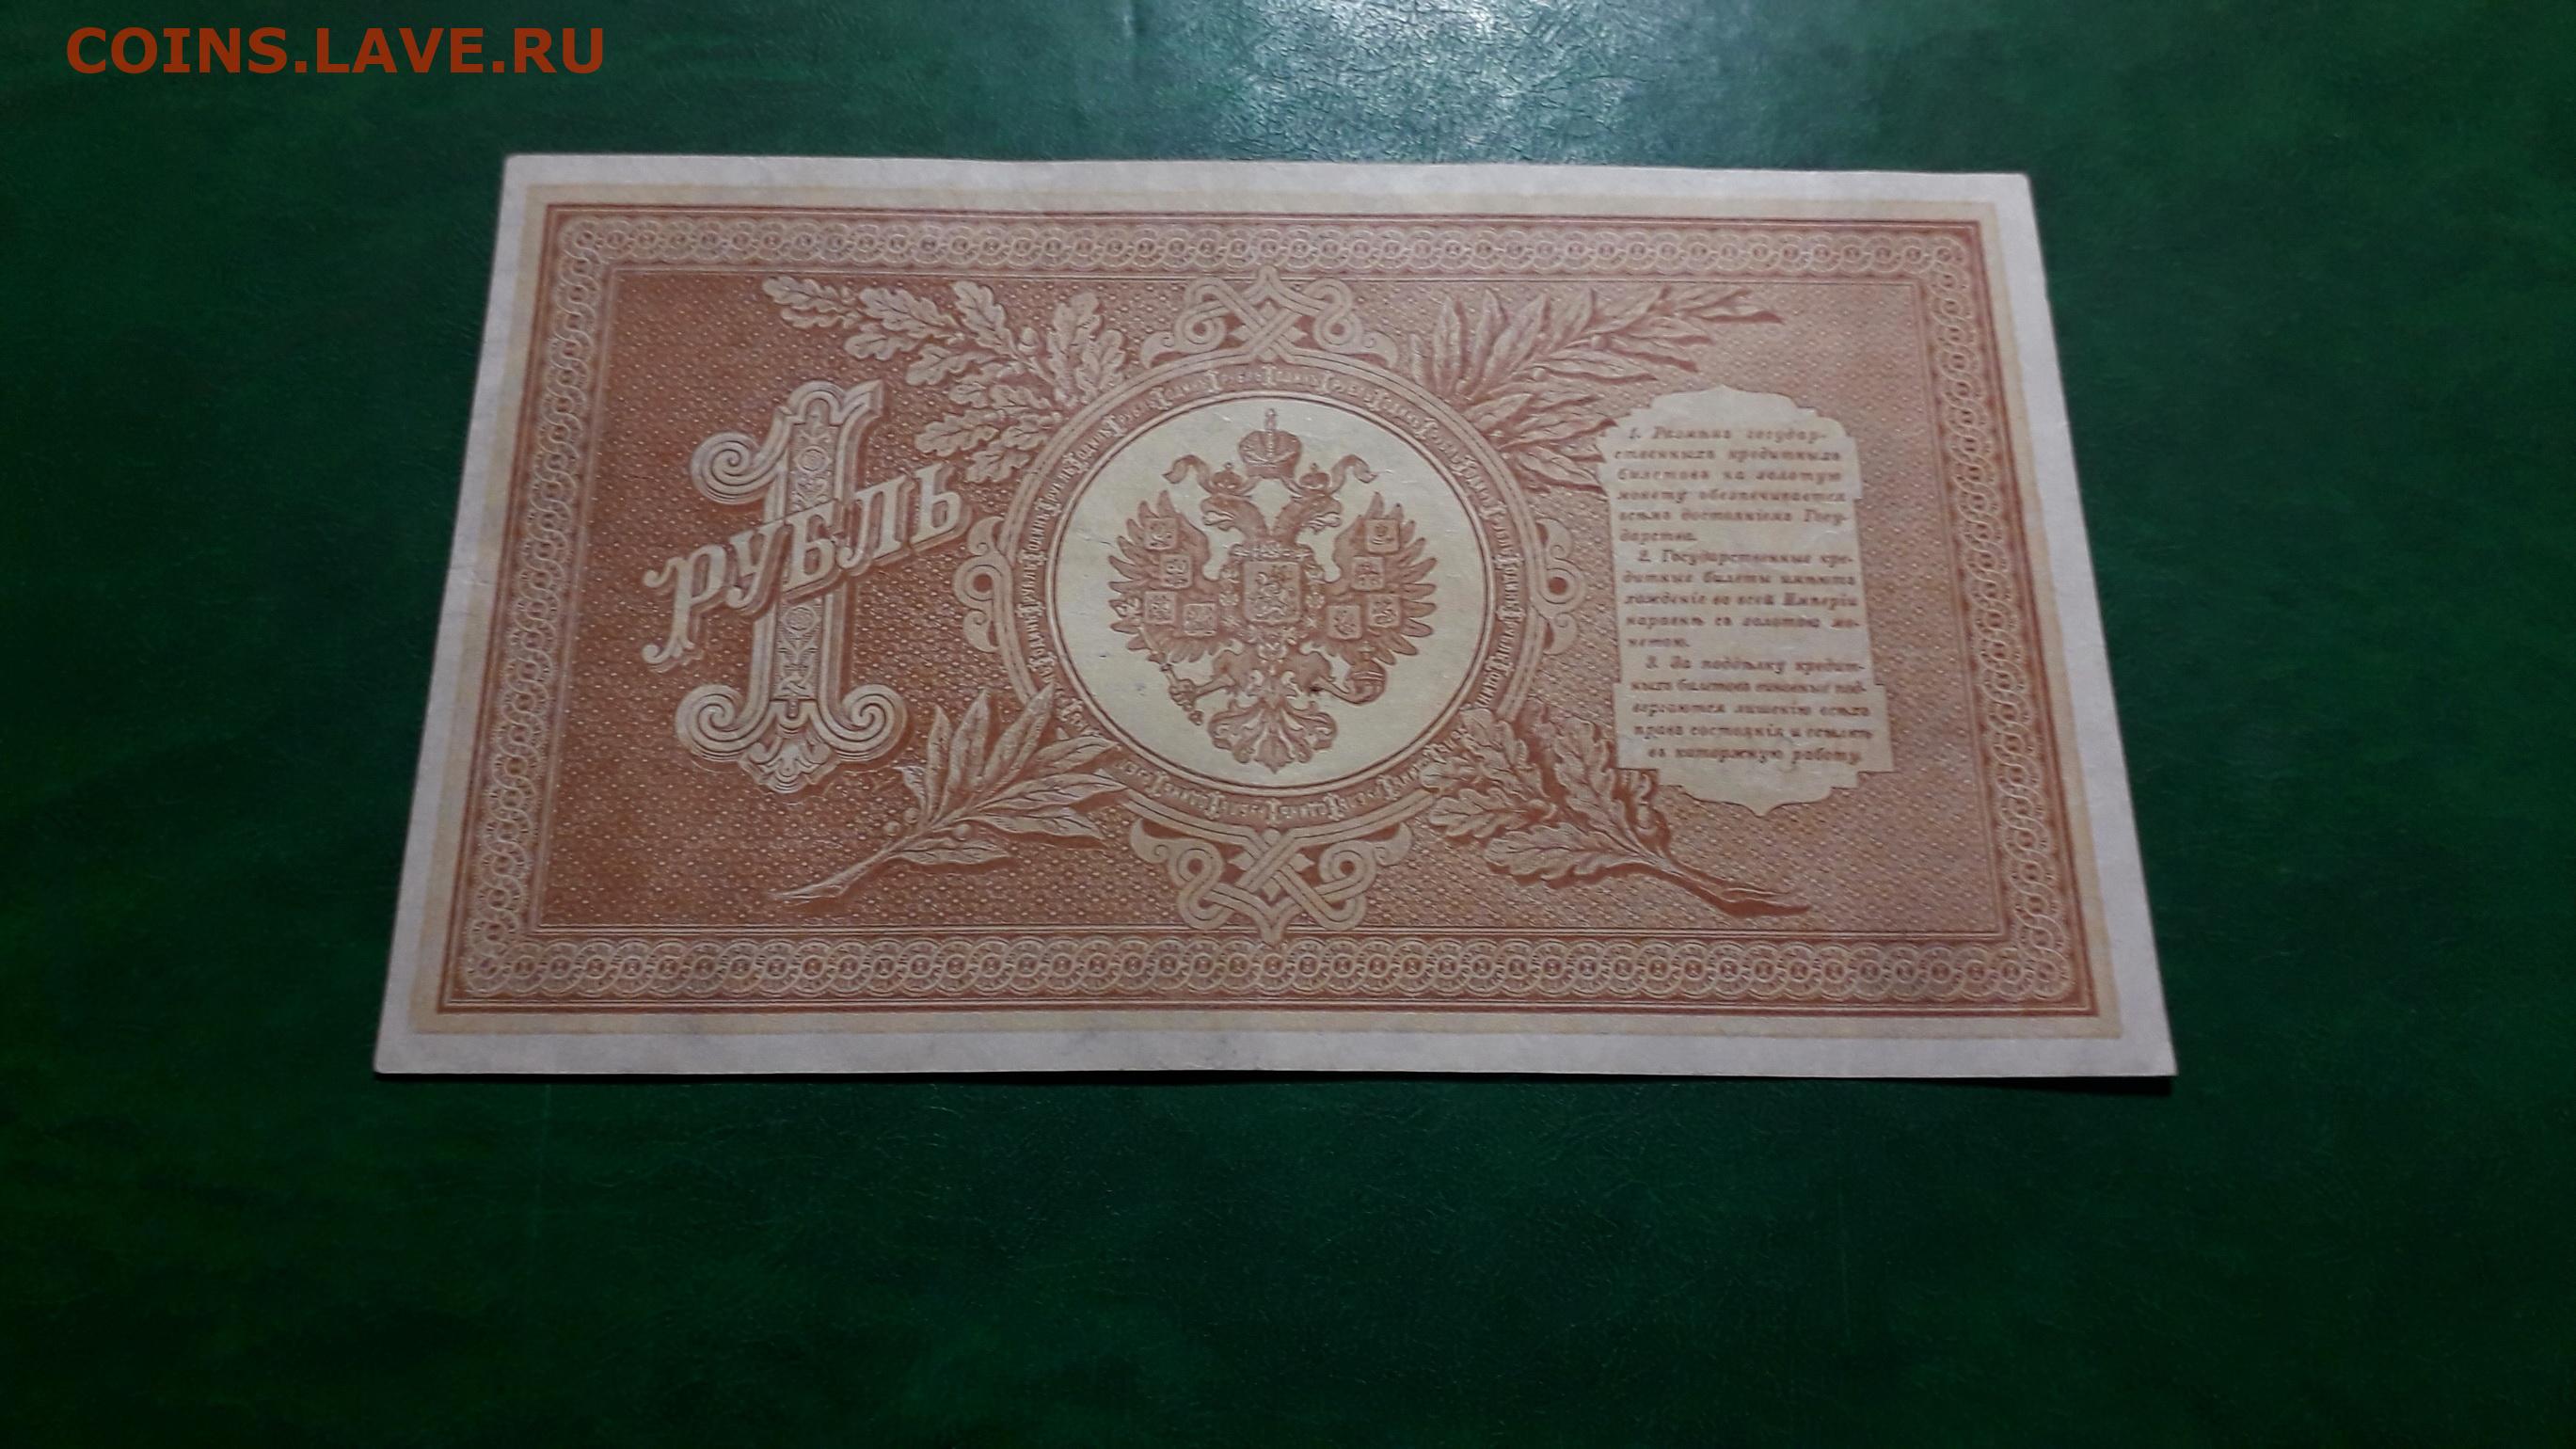 COINS.LAVE.RU
1
РУБЛЬ
1. Размѣнъ государ-
ственныхъ кредитныхъ
билетовъ на золотую
монету обезпечивается
всѣмъ достояніемъ Госу-
дарства.
2. Государственные кре-
дитные билеты имѣютъ
хожденіе во всей Имперіи
наравнѣ съ золотою мо-
нетою.
3. За поддѣлку кредит-
ныхъ билетовъ виновные под-
вергаются лишенію всѣхъ
правъ состоянія и ссылкѣ
въ каторжную работу.